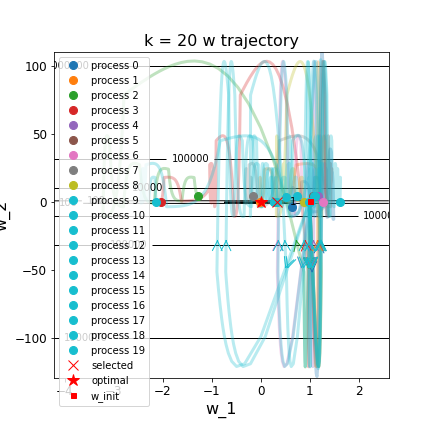 k = 20 w trajectory
100
50
0
−50
−100
w_2
process 0
process 1
process 2
process 3
process 4
process 5
process 6
process 7
process 8
process 9
process 10
process 11
process 12
process 13
process 14
process 15
process 16
process 17
process 18
process 19
selected
optimal
w_init
100000
1
−2
−1
0
1
2
w_1